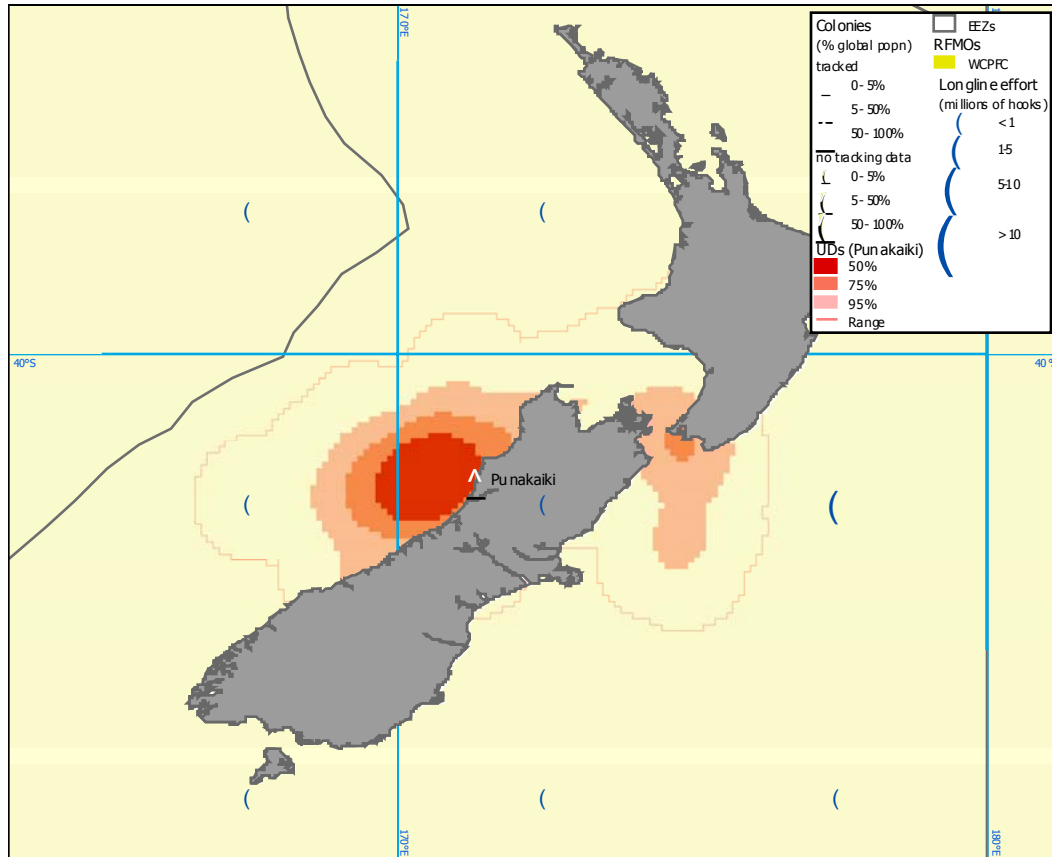 170°E
Colonies
(% global popn)
tracked
0- 5%
5- 50%
50- 100%
no tracking data
0- 5%
5- 50%
50- 100%
UDs (Punakaiki)
50%
75%
95%
Range
EEZs
RFMOs
WCPFC
Longline effort
(millions of hooks)
< 1
1-5
5-10
> 10
40°S
40°
Punakaiki
170°E
180°E